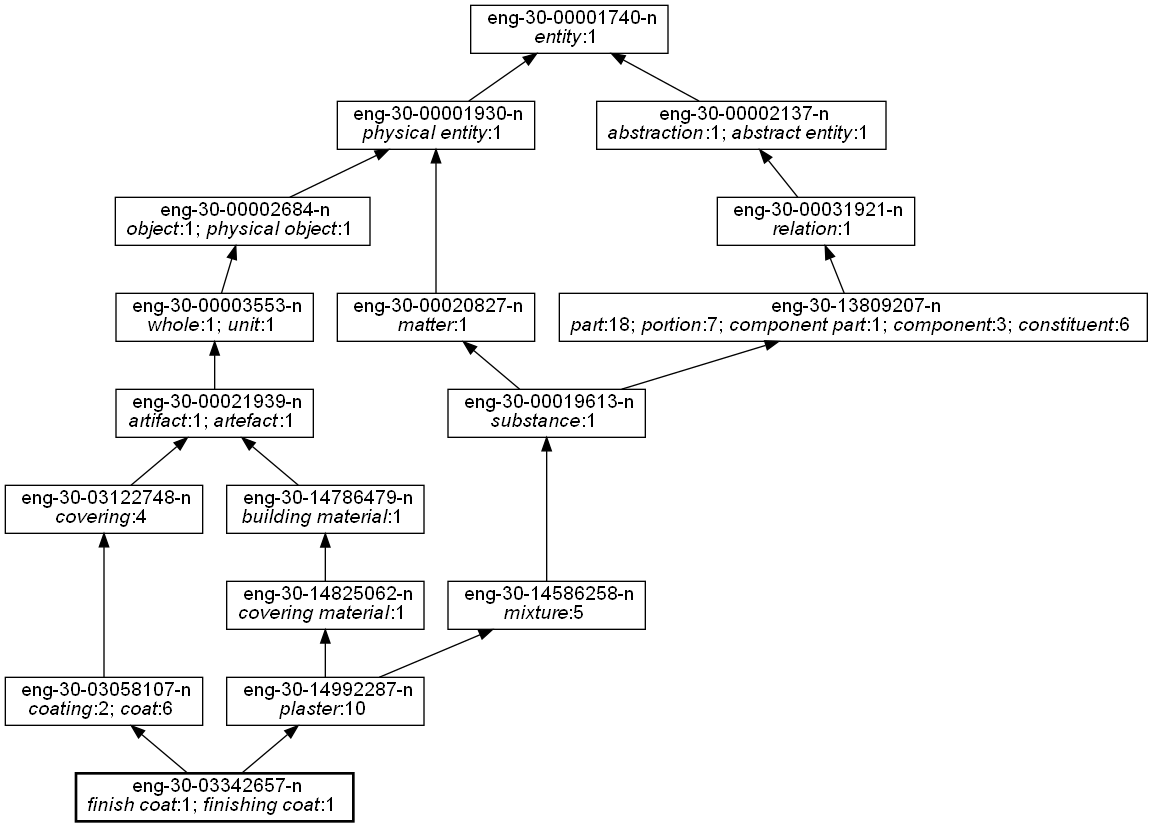 eng-30-00001740-n
entity:1
eng-30-00001930-n
physical entity:1
eng-30-00002137-n
abstraction:1; abstract entity:1
eng-30-00002684-n
object:1; physical object:1
eng-30-00031921-n
relation:1
eng-30-00003553-n
whole:1; unit:1
eng-30-00020827-n
matter:1
eng-30-13809207-n
part:18; portion:7; component part:1; component:3; constituent:6
eng-30-00021939-n
artifact:1; artefact:1
eng-30-00019613-n
substance:1
eng-30-03122748-n
covering:4
eng-30-14786479-n
building material:1
eng-30-14825062-n
covering material:1
eng-30-14586258-n
mixture:5
eng-30-03058107-n
coating:2; coat:6
eng-30-14992287-n
plaster:10
eng-30-03342657-n
finish coat:1; finishing coat:1